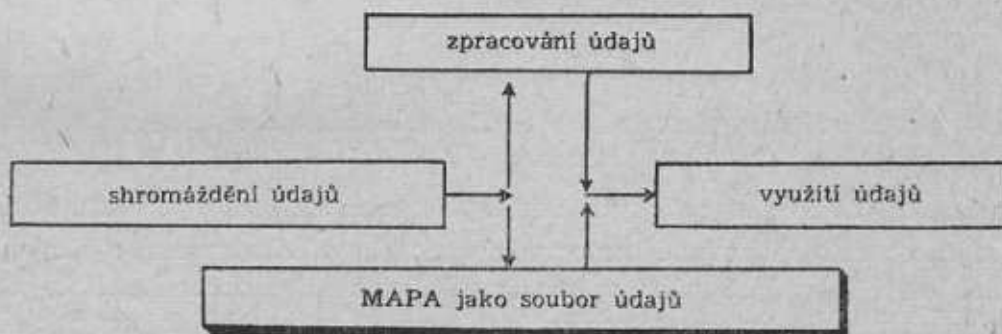 zpracování údajů
shromáždění údajů
využití údajů
MAPA jako soubor údajů